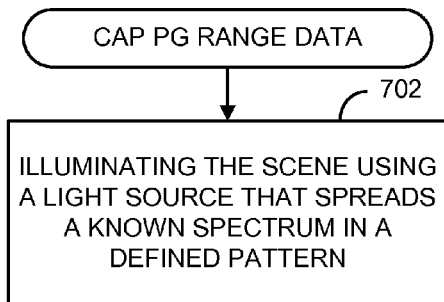 CAP PG RANGE DATA
702
ILLUMINATING THE SCENE USING
A LIGHT SOURCE THAT SPREADS
A KNOWN SPECTRUM IN A
DEFINED PATTERN